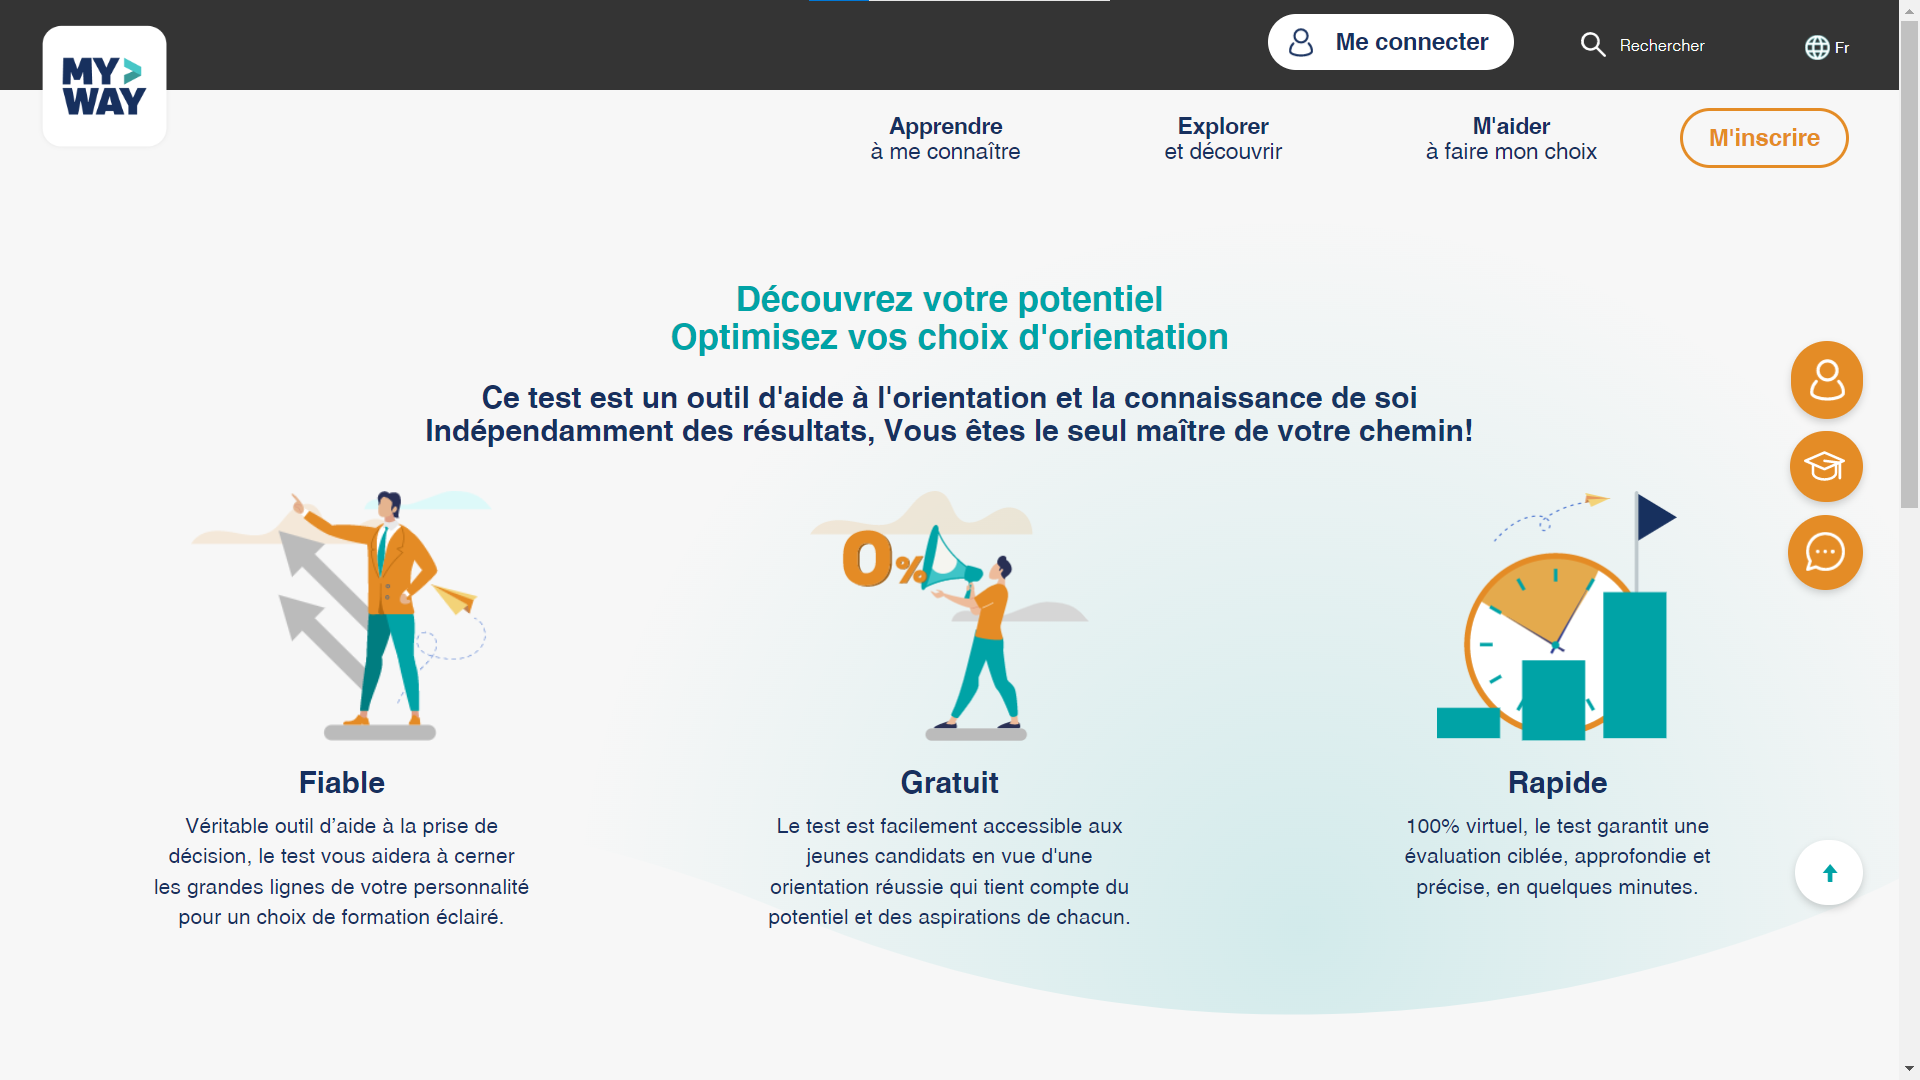 MY
WAY
Me connecter
Rechercher
Fr
Apprendre
à me connaître
Explorer
et découvrir
M'aider
à faire mon choix
M'inscrire
Découvrez votre potentiel
Optimisez vos choix d'orientation
Ce test est un outil d'aide à l'orientation et la connaissance de soi
Indépendamment des résultats, Vous êtes le seul maître de votre chemin!
0%
Fiable
Véritable outil d’aide à la prise de
décision, le test vous aidera à cerner
les grandes lignes de votre personnalité
pour un choix de formation éclairé.
Gratuit
Le test est facilement accessible aux
jeunes candidats en vue d'une
orientation réussie qui tient compte du
potentiel et des aspirations de chacun.
Rapide
100% virtuel, le test garantit une
évaluation ciblée, approfondie et
précise, en quelques minutes.